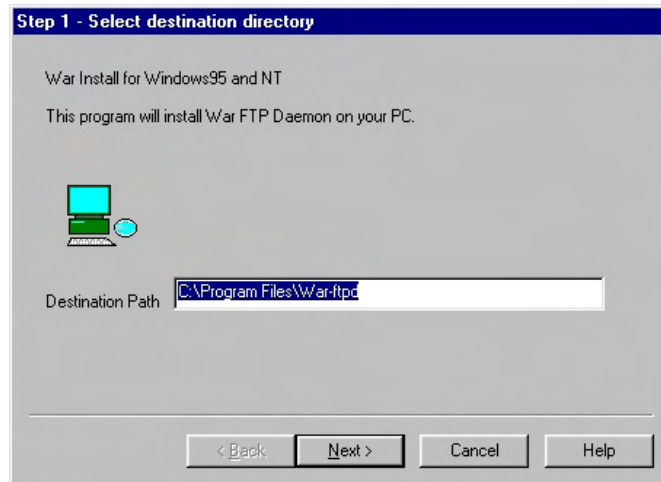 Step 1 - Select destination directory
War Install for Windows95 and NT
This program will install War FTP Daemon on your PC.
Destination Path C:\Program Files\War-ftpd
< Back Next > Cancel Help